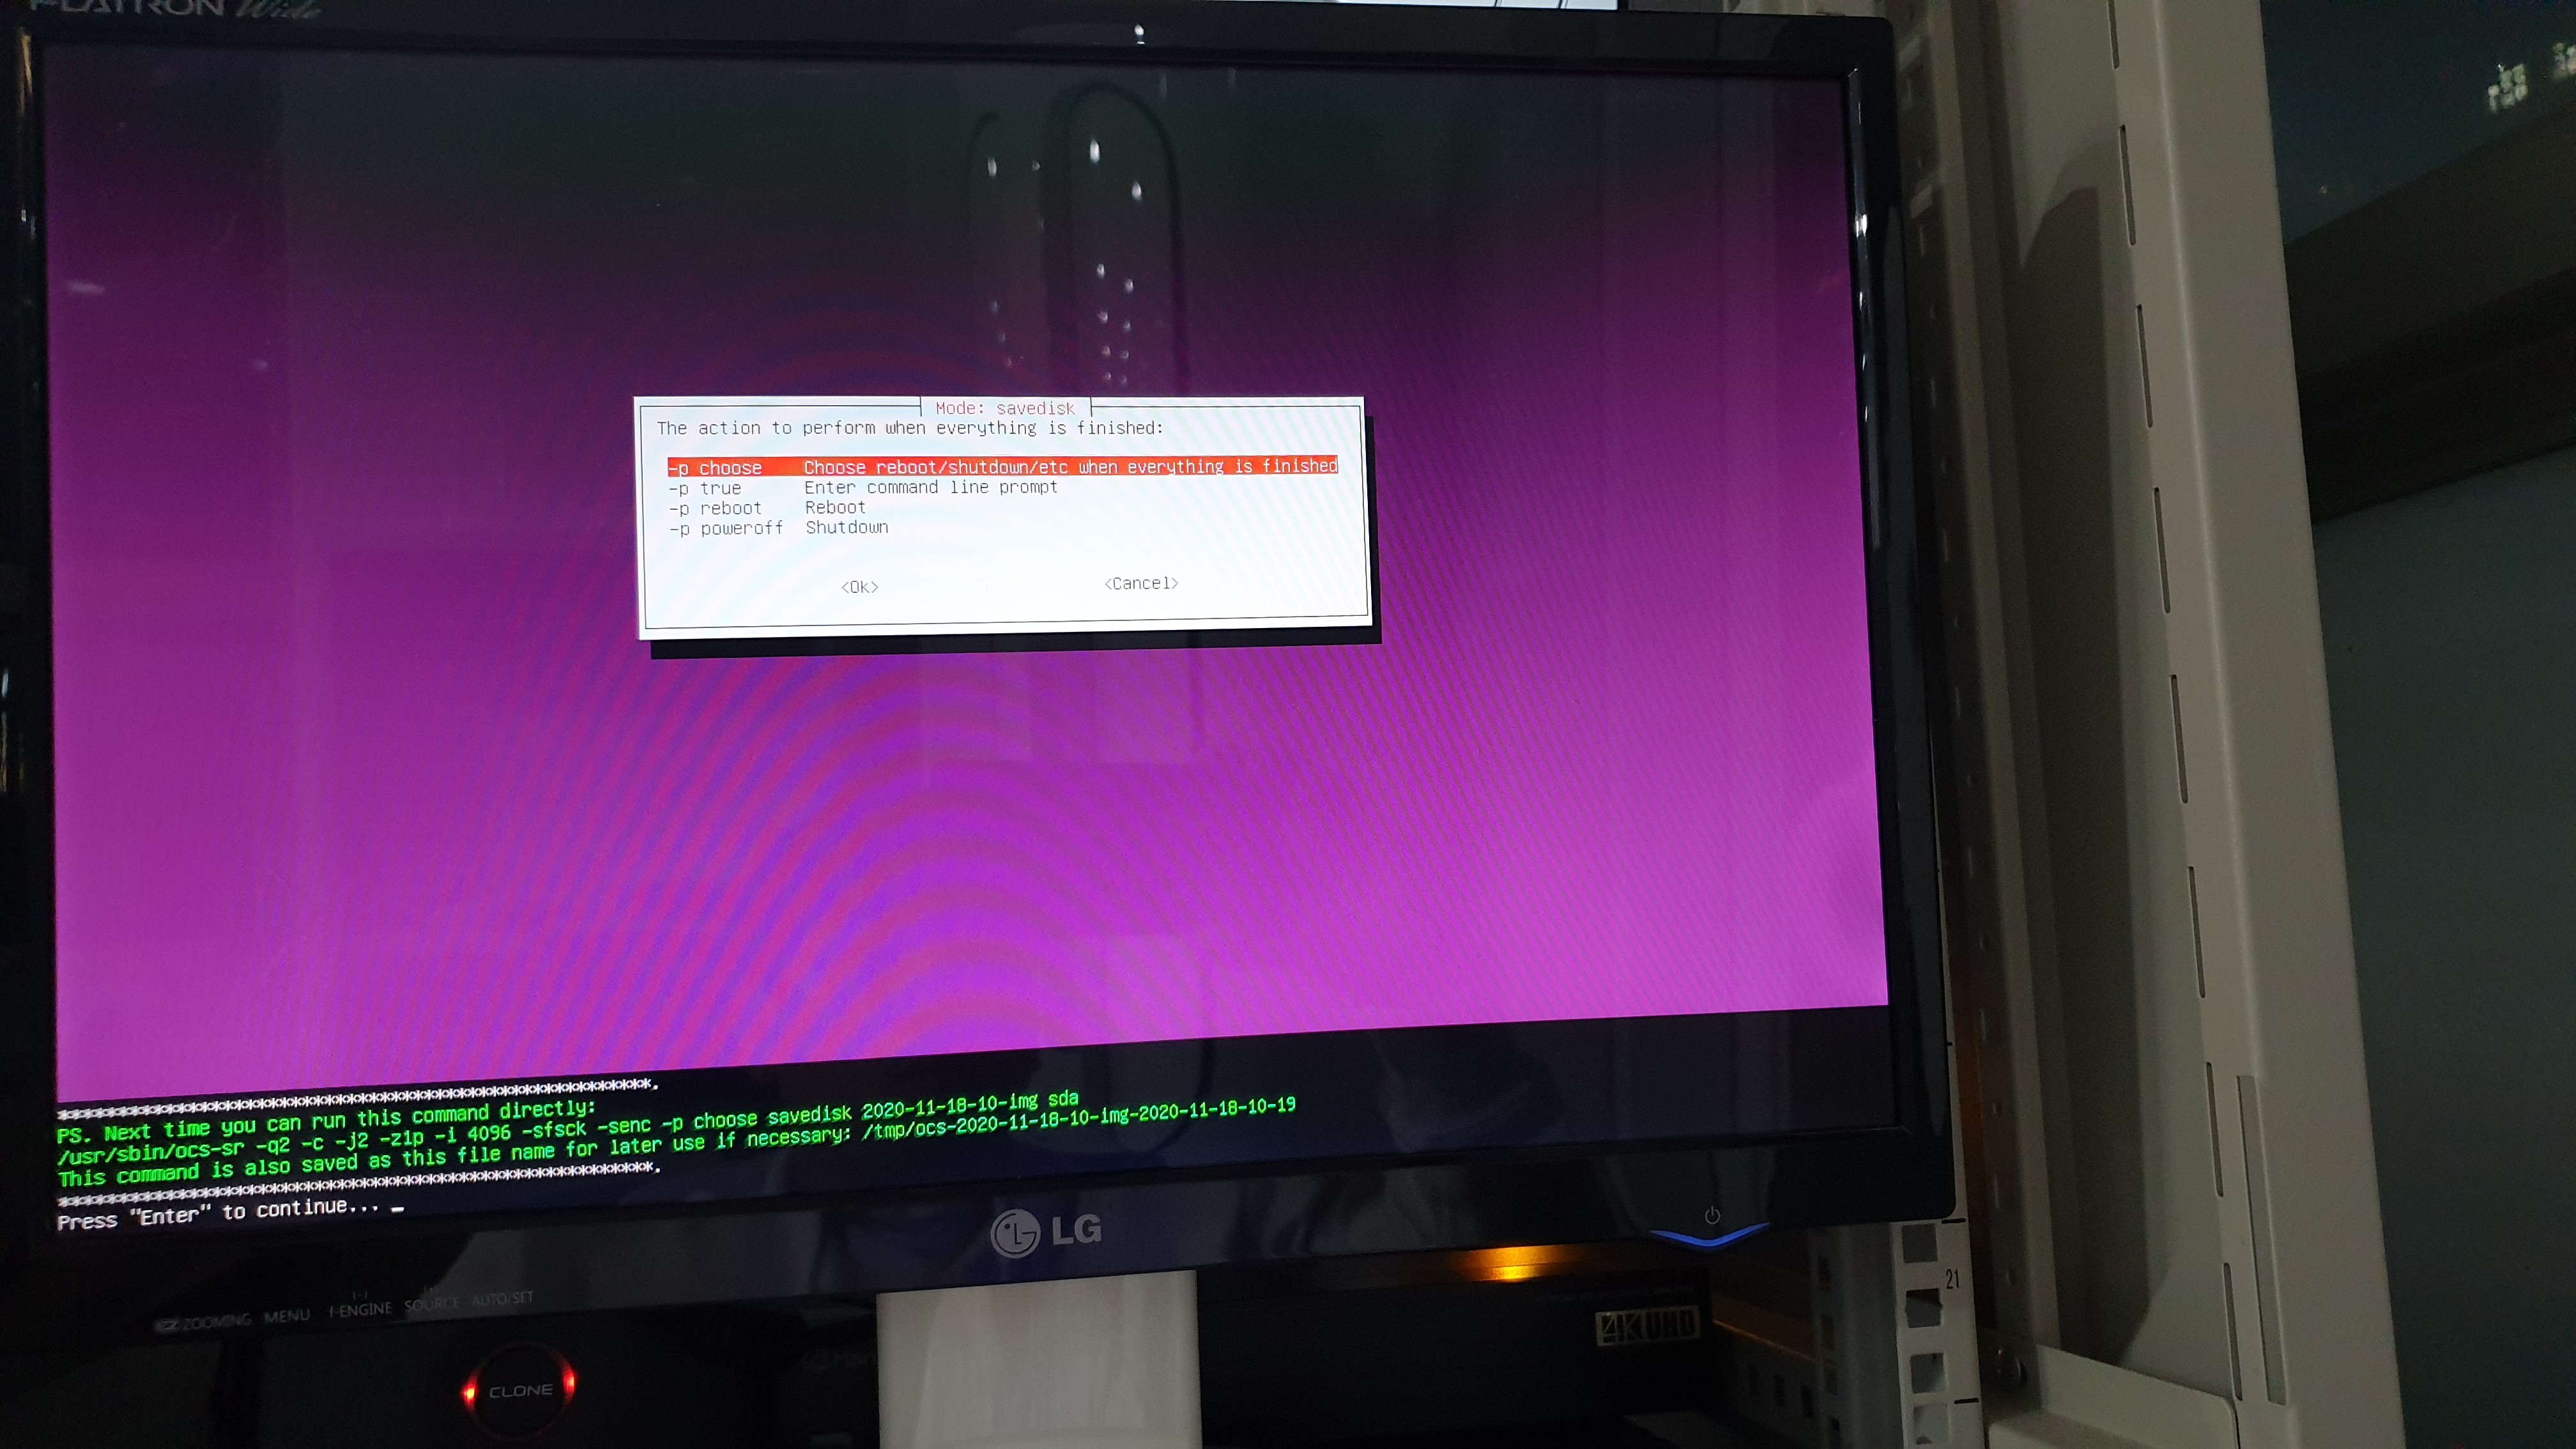 FLATRON Wide
Mode: savedisk
The action to perform when everything is finished:
-p choose Choose reboot/shutdown/etc when everything is finished
-p true Enter command line prompt
-p reboot Reboot
-p poweroff Shutdown
<Ok> <Cancel>
*********************************************************.
PS. Next time you can run this command directly:
/usr/sbin/ocs-sr -q2 -c -j2 -z1p -i 4096 -sfsck -senc -p choose savedisk 2020-11-18-10-img sda
This command is also saved as this file name for later use if necessary: /tmp/ocs-2020-11-18-10-img-2020-11-18-10-19
*********************************************************.
Press "Enter" to continue... _
LG
EZ ZOOMING MENU f-ENGINE SOURCE AUTO/SET
21
4K UHD
CLONE